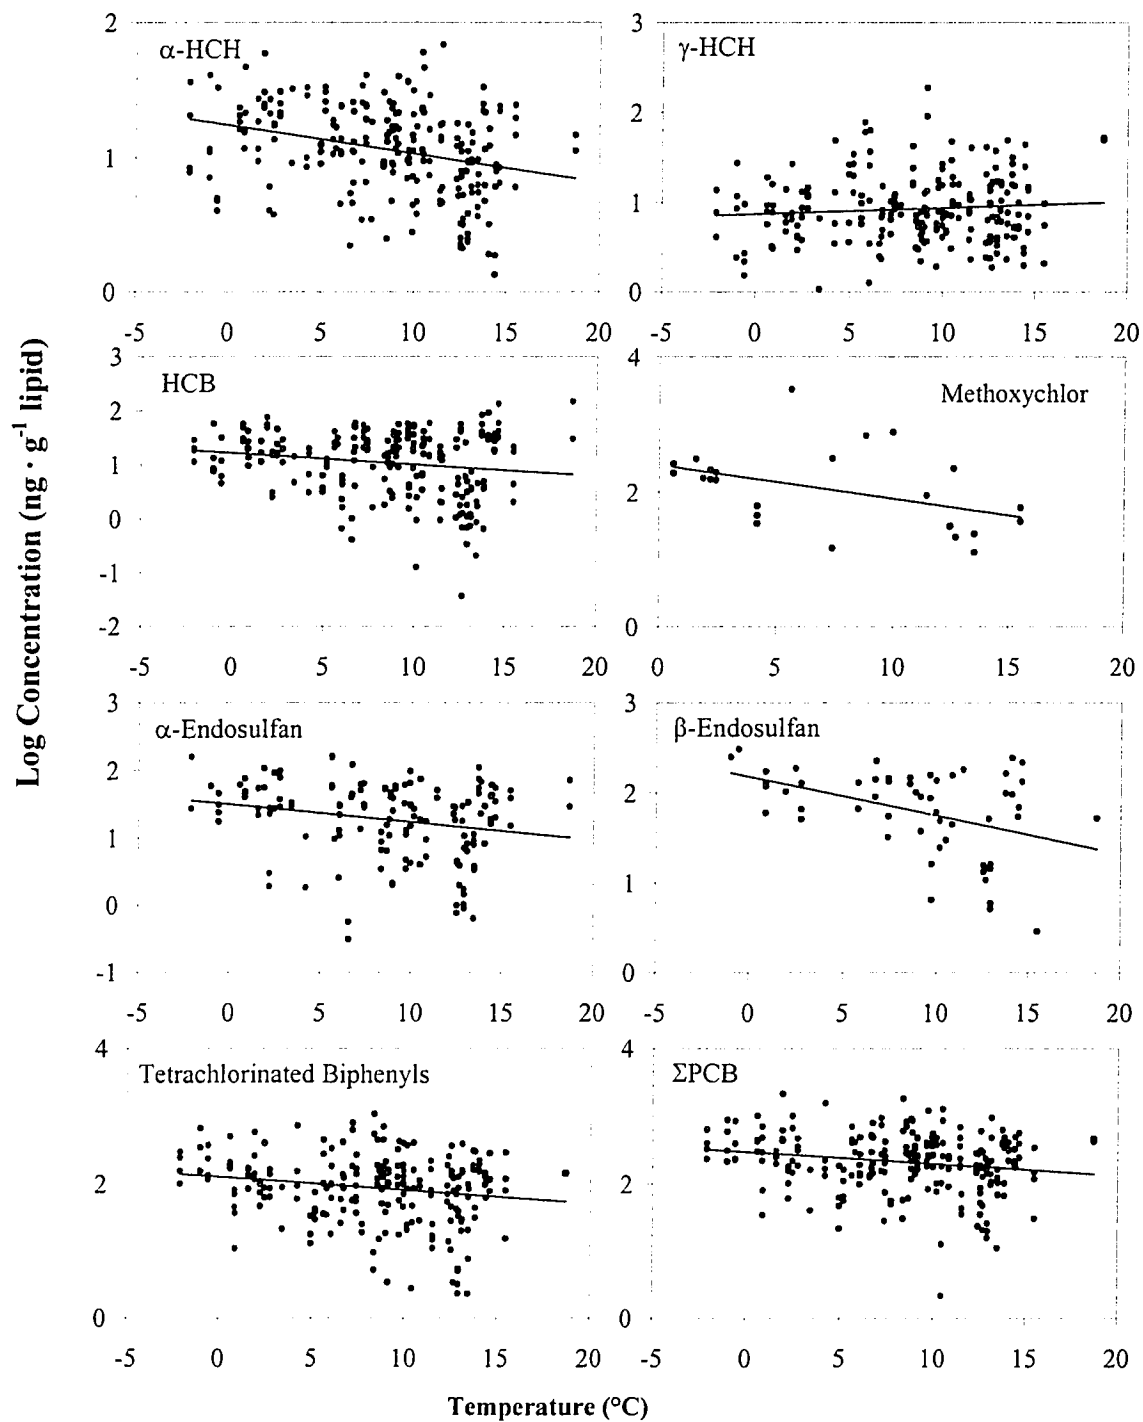 Log Concentration (ng · g⁻¹ lipid)
2
α-HCH
1
0
-5 0 5 10 15 20
3
γ-HCH
2
1
0
-5 0 5 10 15 20
3
HCB
2
1
0
-1
-2
-5 0 5 10 15 20
4
Methoxychlor
2
0
0 5 10 15 20
3
α-Endosulfan
2
1
0
-1
-5 0 5 10 15 20
3
β-Endosulfan
2
1
0
-5 0 5 10 15 20
4
Tetrachlorinated Biphenyls
2
0
-5 0 5 10 15 20
4
ΣPCB
2
0
-5 0 5 10 15 20
Temperature (°C)